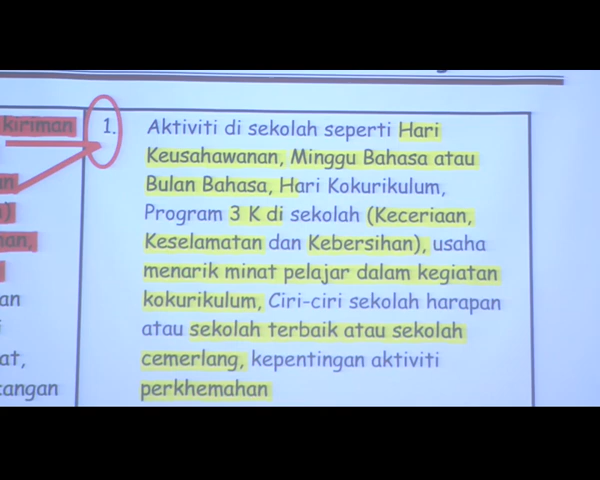 kiriman
1. Aktiviti di sekolah seperti Hari
Keusahawanan, Minggu Bahasa atau
Bulan Bahasa, Hari Kokurikulum,
Program 3 K di sekolah (Keceriaan,
Keselamatan dan Kebersihan), usaha
menarik minat pelajar dalam kegiatan
kokurikulum, Ciri-ciri sekolah harapan
atau sekolah terbaik atau sekolah
cemerlang, kepentingan aktiviti
perkhemahan